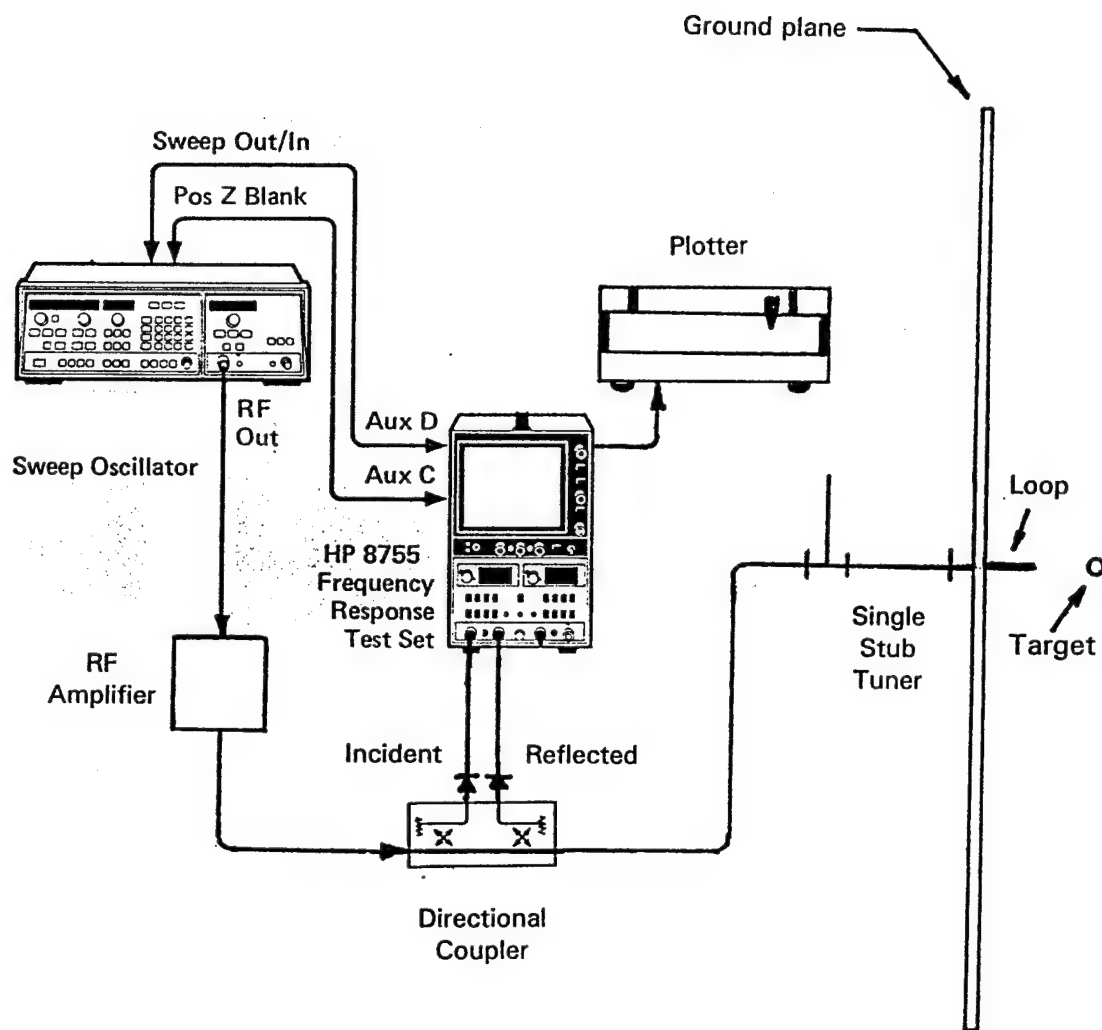 Ground plane
Sweep Out/In
Pos Z Blank
Plotter
RF
Out
Aux D
Sweep Oscillator
Aux C
Loop
HP 8755
Frequency
Response
Test Set
Single
Stub
Tuner
Target
RF
Amplifier
Incident
Reflected
Directional
Coupler